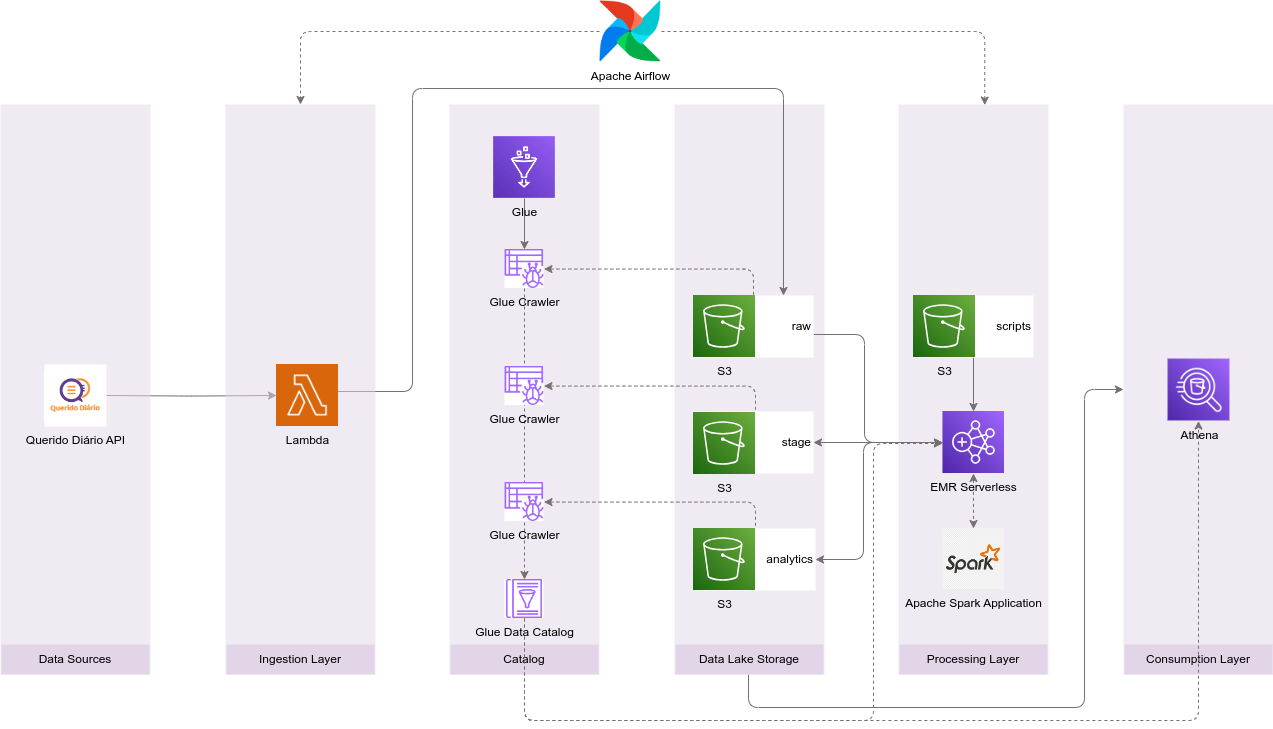 Apache Airflow
Querido Diário
Querido Diário API
Data Sources
Lambda
Ingestion Layer
Glue
Glue Crawler
Glue Crawler
Glue Crawler
Glue Data Catalog
Catalog
raw
S3
stage
S3
analytics
S3
Data Lake Storage
scripts
S3
EMR Serverless
Spark
Apache Spark Application
Processing Layer
Athena
Consumption Layer